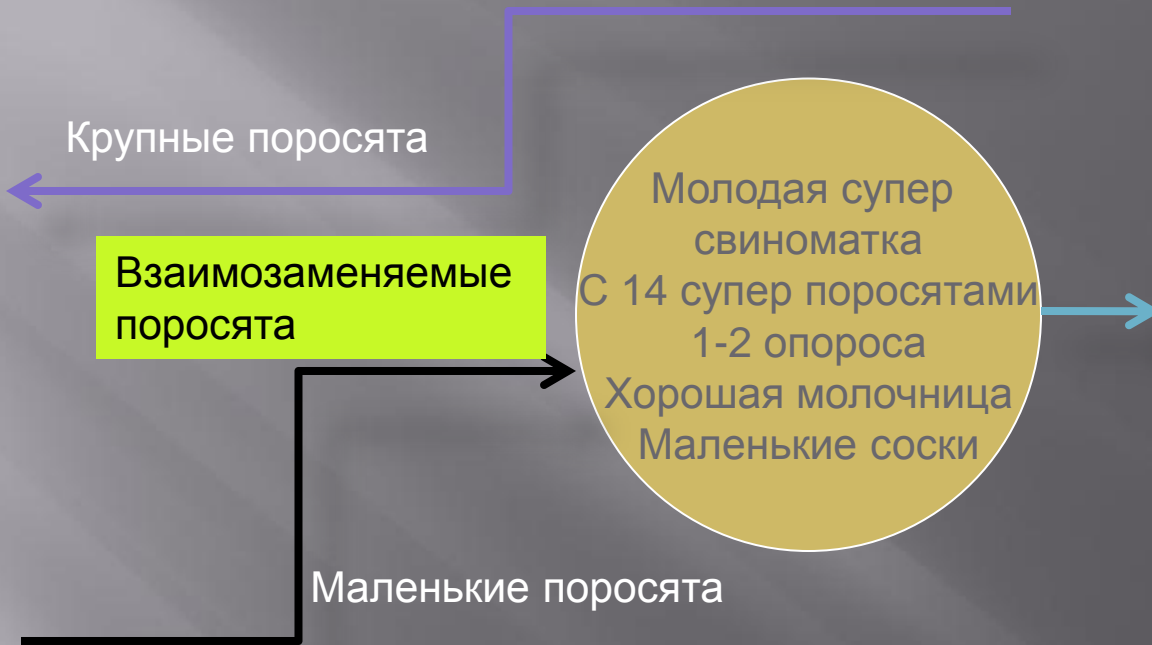 Крупные поросята
Взаимозаменяемые
поросята
Молодая супер
свиноматка
С 14 супер поросятами
1-2 опороса
Хорошая молочница
Маленькие соски
Маленькие поросята